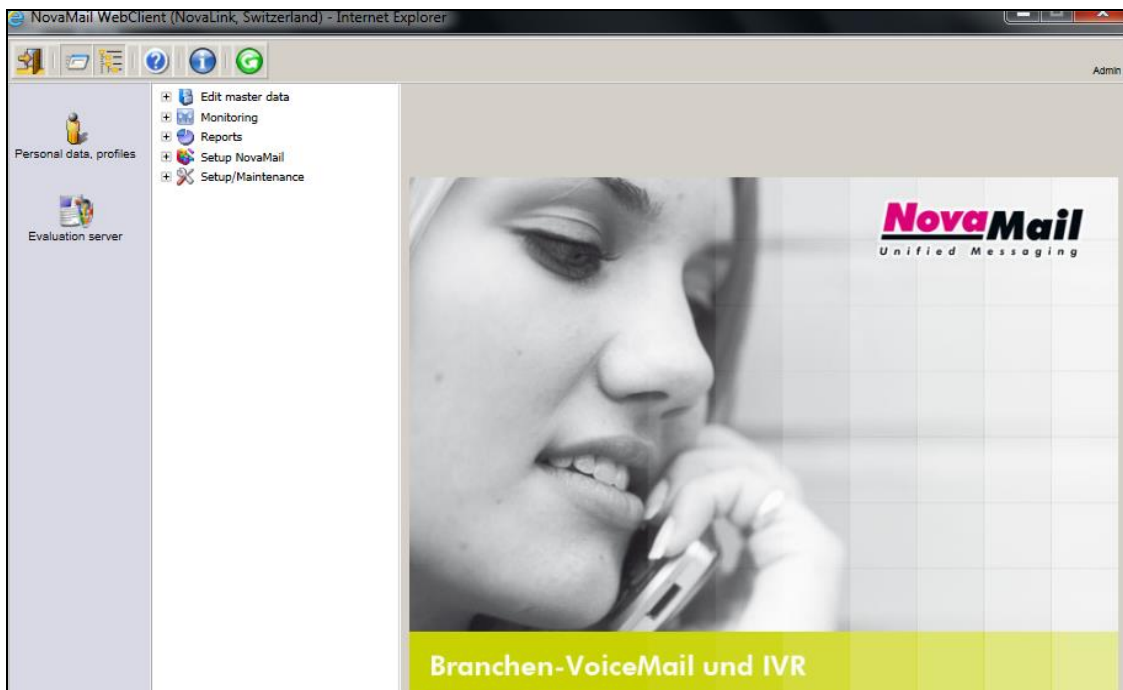 NovaMail WebClient (NovaLink, Switzerland) - Internet Explorer
Admin
Personal data, profiles
Evaluation server
Edit master data
Monitoring
Reports
Setup NovaMail
Setup/Maintenance
NovaMail
Unified Messaging
Branchen-VoiceMail und IVR